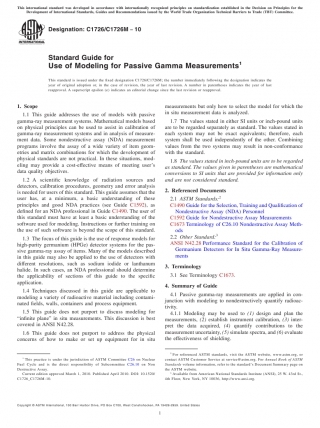 This international standard was developed in accordance with internationally recognized principles on standardization established in the Decision on Principles for the
Development of International Standards, Guides and Recommendations issued by the World Trade Organization Technical Barriers to Trade (TBT) Committee.
Designation: C1726/C1726M − 10
INTERNATIONAL
Standard Guide for
Use of Modeling for Passive Gamma Measurements1
This standard is issued under the fixed designation C1726/C1726M; the number immediately following the designation indicates the
year of original adoption or, in the case of revision, the year of last revision. A number in parentheses indicates the year of last
reapproval. A superscript epsilon (ε) indicates an editorial change since the last revision or reapproval.
1. Scope
1.1 This guide addresses the use of models with passive
gamma-ray measurement systems. Mathematical models based
on physical principles can be used to assist in calibration of
gamma-ray measurement systems and in analysis of measure-
ment data. Some nondestructive assay (NDA) measurement
programs involve the assay of a wide variety of item geom-
etries and matrix combinations for which the development of
physical standards are not practical. In these situations, mod-
eling may provide a cost-effective means of meeting user's
data quality objectives.
1.2 A scientific knowledge of radiation sources and
detectors, calibration procedures, geometry and error analysis
is needed for users of this standard. This guide assumes that the
user has, at a minimum, a basic understanding of these
principles and good NDA practices (see Guide C1592), as
defined for an NDA professional in Guide C1490. The user of
this standard must have at least a basic understanding of the
software used for modeling. Instructions or further training on
the use of such software is beyond the scope of this standard.
1.3 The focus of this guide is the use of response models for
high-purity germanium (HPGe) detector systems for the pas-
sive gamma-ray assay of items. Many of the models described
in this guide may also be applied to the use of detectors with
different resolutions, such as sodium iodide or lanthanum
halide. In such cases, an NDA professional should determine
the applicability of sections of this guide to the specific
application.
1.4 Techniques discussed in this guide are applicable to
modeling a variety of radioactive material including contami-
nated fields, walls, containers and process equipment.
1.5 This guide does not purport to discuss modeling for
"infinite plane" in situ measurements. This discussion is best
covered in ANSI N42.28.
1.6 This guide does not purport to address the physical
concerns of how to make or set up equipment for in situ
measurements but only how to select the model for which the
in situ measurement data is analyzed.
1.7 The values stated in either SI units or inch-pound units
are to be regarded separately as standard. The values stated in
each system may not be exact equivalents; therefore, each
system shall be used independently of the other. Combining
values from the two systems may result in non-conformance
with the standard.
1.8 The values stated in inch-pound units are to be regarded
as standard. The values given in parentheses are mathematical
conversions to SI units that are provided for information only
and are not considered standard.
2. Referenced Documents
2.1 ASTM Standards:2
C1490 Guide for the Selection, Training and Qualification of
Nondestructive Assay (NDA) Personnel
C1592 Guide for Nondestructive Assay Measurements
C1673 Terminology of C26.10 Nondestructive Assay Meth-
ods
2.2 Other Standard:3
ANSI N42.28 Performance Standard for the Calibration of
Germanium Detectors for In Situ Gamma-Ray Measure-
ments
3. Terminology
3.1 See Terminology C1673.
4. Summary of Guide
4.1 Passive gamma-ray measurements are applied in con-
junction with modeling to nondestructively quantify radioac-
tivity.
4.1.1 Modeling may be used to (1) design and plan the
measurements, (2) establish instrument calibration, (3) inter-
pret the data acquired, (4) quantify contributions to the
measurement uncertainty, (5) simulate spectra, and (6) evaluate
the effectiveness of shielding.
1 This practice is under the jurisdiction of ASTM Committee C26 on Nuclear
Fuel Cycle and is the direct responsibility of Subcommittee C26.10 on Non
Destructive Assay.
Current edition approved March 1, 2010. Published April 2010. DOI: 10.1520/
C1726_C1726M-10.
2 For referenced ASTM standards, visit the ASTM website, www.astm.org, or
contact ASTM Customer Service at service@astm.org. For Annual Book of ASTM
Standards volume information, refer to the standard's Document Summary page on
the ASTM website.
3 Available from American National Standards Institute (ANSI), 25 W. 43rd St.,
4th Floor, New York, NY 10036, http://www.ansi.org.
Copyright © ASTM International, 100 Barr Harbor Drive, PO Box C700, West Conshohocken, PA 19428-2959. United States
1